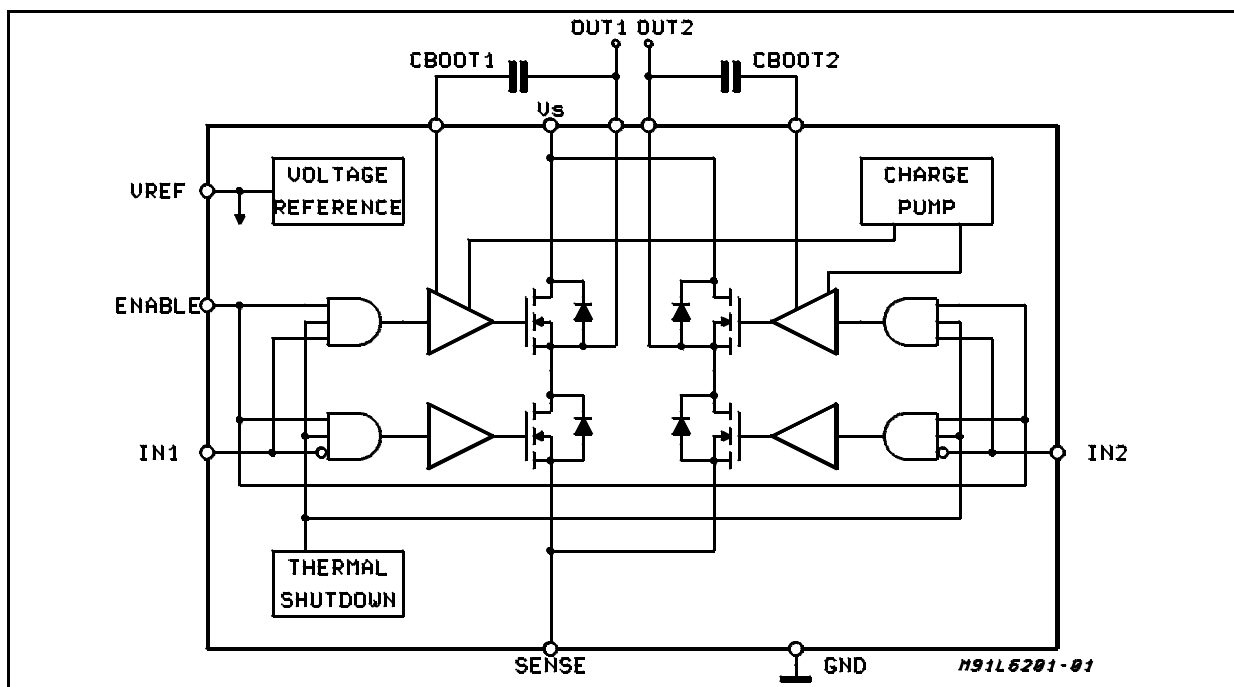 OUT1 OUT2
CBOOT1
CBOOT2
Vs
VREF
VOLTAGE
REFERENCE
CHARGE
PUMP
ENABLE
IN1
IN2
THERMAL
SHUTDOWN
SENSE
GND
M91L6201-01